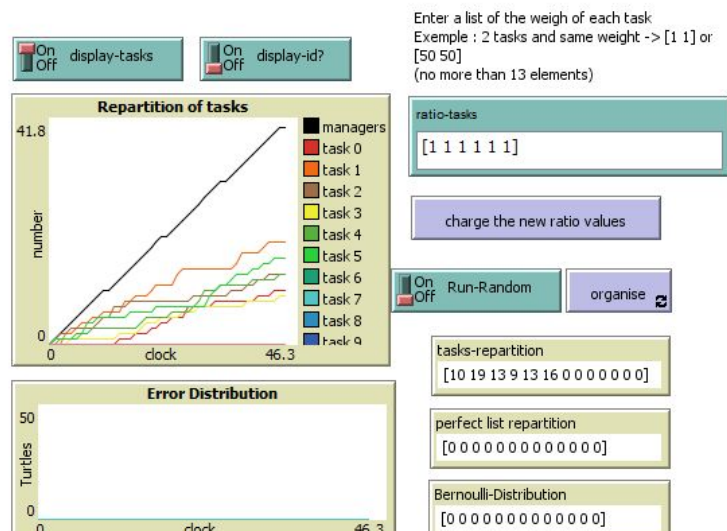 Enter a list of the weigh of each task
Exemple : 2 tasks and same weight -> [1 1] or
[50 50]
(no more than 13 elements)
On
Off
display-tasks
On
Off
display-id?
Repartition of tasks
41.8
number
0
0
clock
46.3
managers
task 0
task 1
task 2
task 3
task 4
task 5
task 6
task 7
task 8
task 9
ratio-tasks
[1 1 1 1 1 1]
charge the new ratio values
On
Off
Run-Random
organise
tasks-repartition
[10 19 13 9 13 16 0 0 0 0 0 0 0]
perfect list repartition
[0 0 0 0 0 0 0 0 0 0 0 0 0]
Bernoulli-Distribution
[0 0 0 0 0 0 0 0 0 0 0 0 0]
Error Distribution
50
Turtles
0
0
clock
46.3